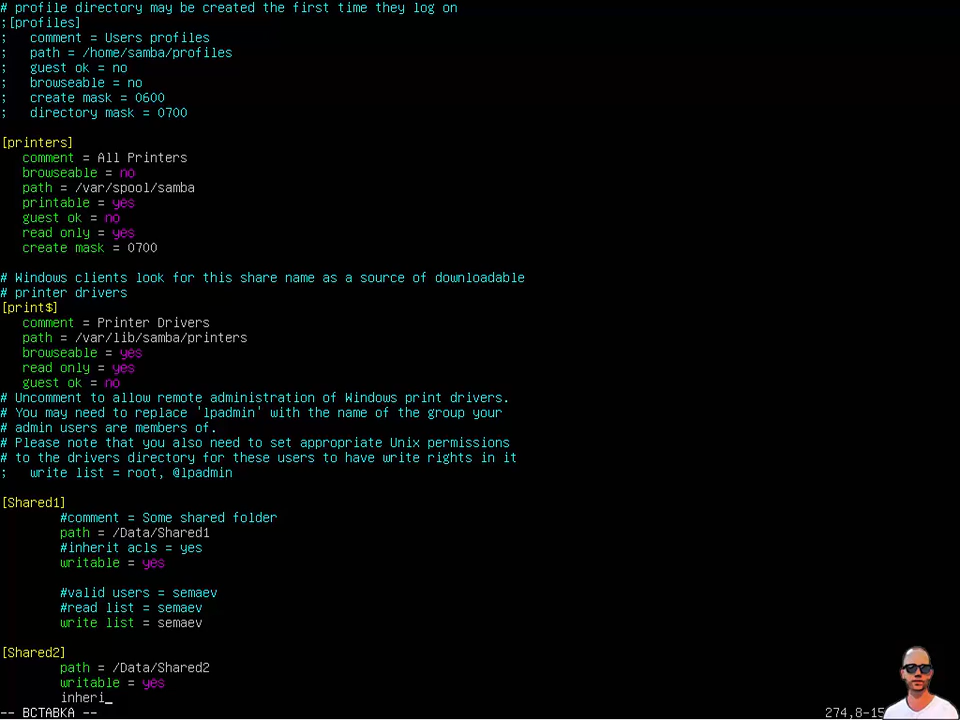 # profile directory may be created the first time they log on
;[profiles]
;   comment = Users profiles
;   path = /home/samba/profiles
;   guest ok = no
;   browseable = no
;   create mask = 0600
;   directory mask = 0700
[printers]
   comment = All Printers
   browseable = no
   path = /var/spool/samba
   printable = yes
   guest ok = no
   read only = yes
   create mask = 0700
# Windows clients look for this share name as a source of downloadable
# printer drivers
[print$]
   comment = Printer Drivers
   path = /var/lib/samba/printers
   browseable = yes
   read only = yes
   guest ok = no
# Uncomment to allow remote administration of Windows print drivers.
# You may need to replace 'lpadmin' with the name of the group your
# admin users are members of.
# Please note that you also need to set appropriate Unix permissions
# to the drivers directory for these users to have write rights in it
;   write list = root, @lpadmin
[Shared1]
        #comment = Some shared folder
        path = /Data/Shared1
        #inherit acls = yes
        writable = yes
        #valid users = semaev
        #read list = semaev
        write list = semaev
[Shared2]
        path = /Data/Shared2
        writable = yes
        inheri_
-- ВСТАВКА --                    274,8-15